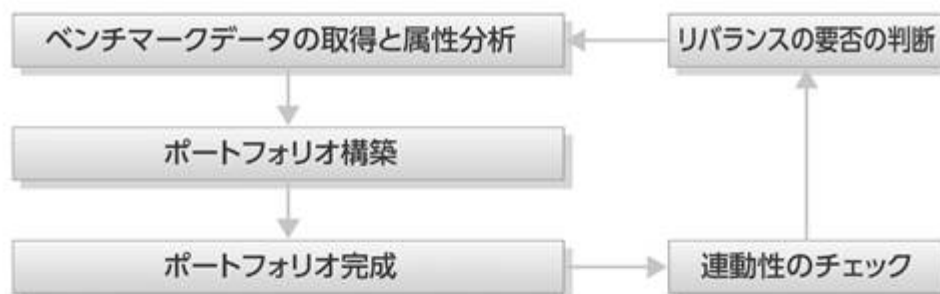 ベンチマークデータの取得と属性分析
リバランスの要否の判断
ポートフォリオ構築
ポートフォリオ完成
連動性のチェック